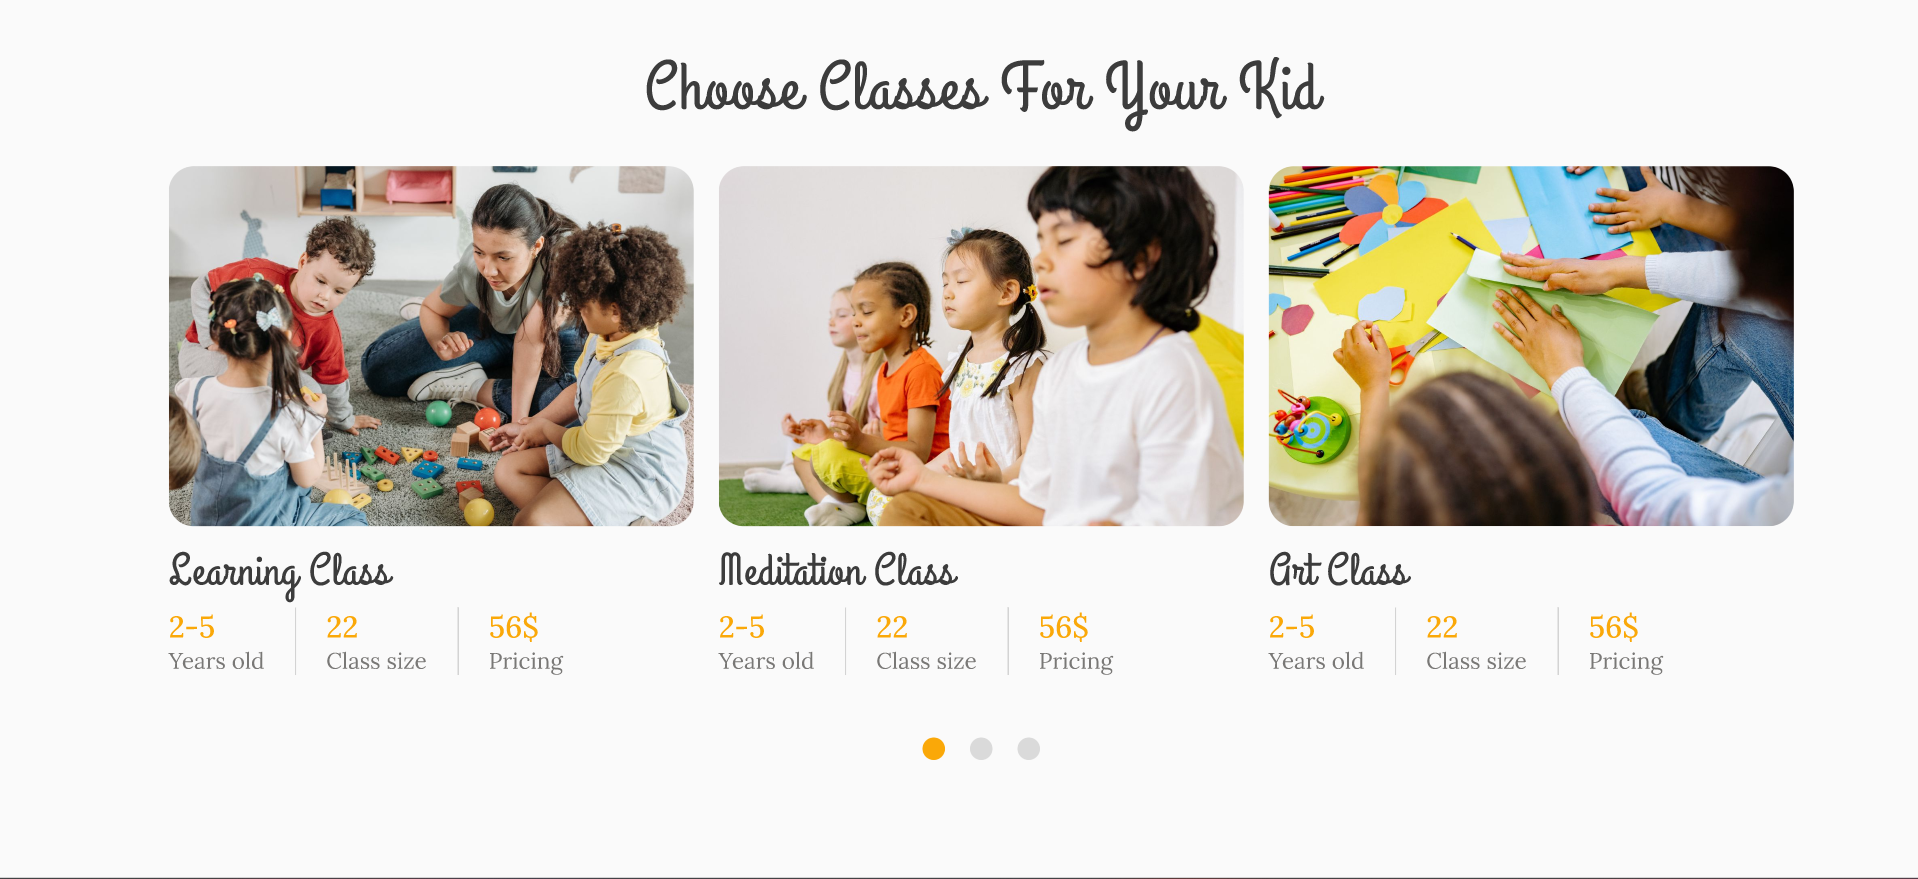 Choose Classes For Your Kid
Learning Class
2-5
Years old
22
Class size
56$
Pricing
Meditation Class
2-5
Years old
22
Class size
56$
Pricing
Art Class
2-5
Years old
22
Class size
56$
Pricing